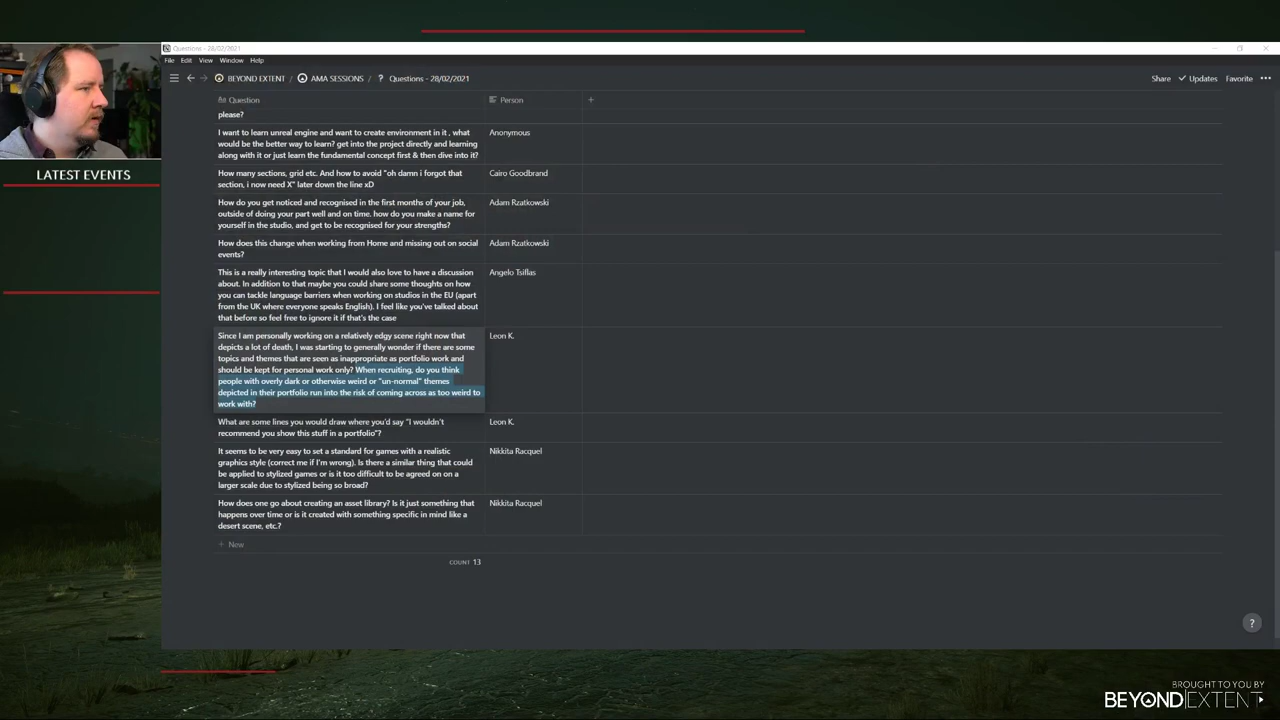 Questions - 28/02/2021
File Edit View Window Help
BEYOND EXTENT / AMA SESSIONS / ? Questions - 28/02/2021
Share Updates Favorite
Question Person
please?
I want to learn unreal engine and want to create environment in it , what
would be the better way to learn? get into the project directly and learning
along with it or just learn the fundamental concept first & then dive into it?
Anonymous
How many sections, grid etc. And how to avoid "oh damn i forgot that
section, i now need X" later down the line xD
Cairo Goodbrand
How do you get noticed and recognised in the first months of your job,
outside of doing your part well and on time. how do you make a name for
yourself in the studio, and get to be recognised for your strengths?
Adam Rzatkowski
How does this change when working from Home and missing out on social
events?
Adam Rzatkowski
This is a really interesting topic that I would also love to have a discussion
about. In addition to that maybe you could share some thoughts on how
you can tackle language barriers when working on studios in the EU (apart
from the UK where everyone speaks English). I feel like you've talked about
that before so feel free to ignore it if that's the case
Angelo Tsiflas
Since I am personally working on a relatively edgy scene right now that
depicts a lot of death, I was starting to generally wonder if there are some
topics and themes that are seen as inappropriate as portfolio work and
should be kept for personal work only? When recruiting, do you think
people with overly dark or otherwise weird or "un-normal" themes
depicted in their portfolio run into the risk of coming across as too weird to
work with?
Leon K.
What are some lines you would draw where you'd say "I wouldn't
recommend you show this stuff in a portfolio"?
Leon K.
It seems to be very easy to set a standard for games with a realistic
graphics style (correct me if I'm wrong). Is there a similar thing that could
be applied to stylized games or is it too difficult to be agreed on on a
larger scale due to stylized being so broad?
Nikkita Racquel
How does one go about creating an asset library? Is it just something that
happens over time or is it created with something specific in mind like a
desert scene, etc.?
Nikkita Racquel
+ New
COUNT 13
?
LATEST EVENTS
BROUGHT TO YOU BY
BEYOND EXTENT